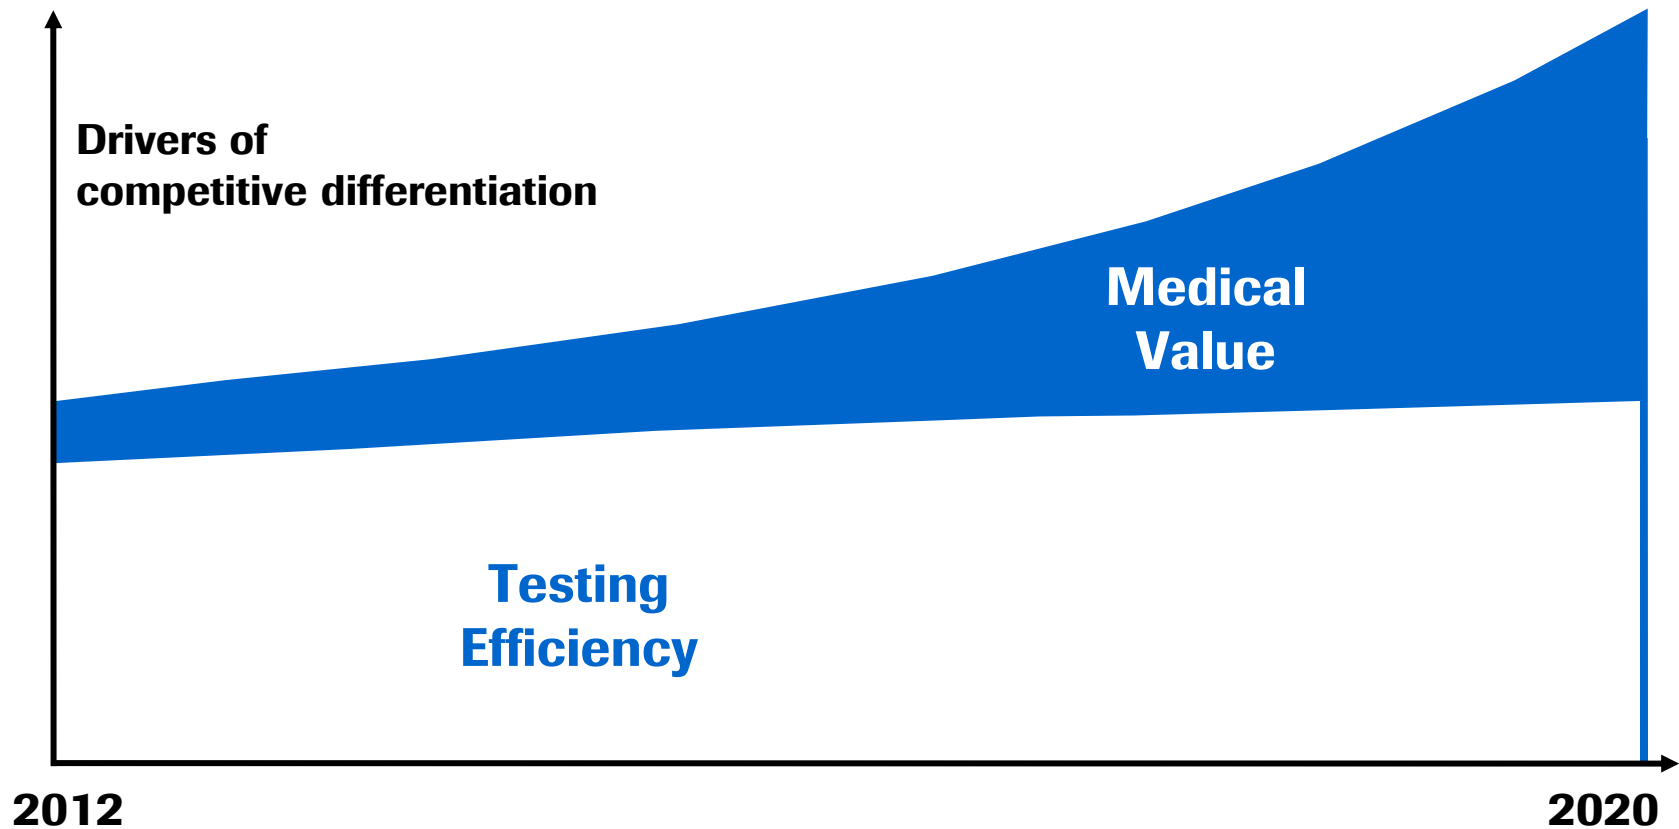 Drivers of
competitive differentiation
Medical
Value
Testing
Efficiency
2012
2020